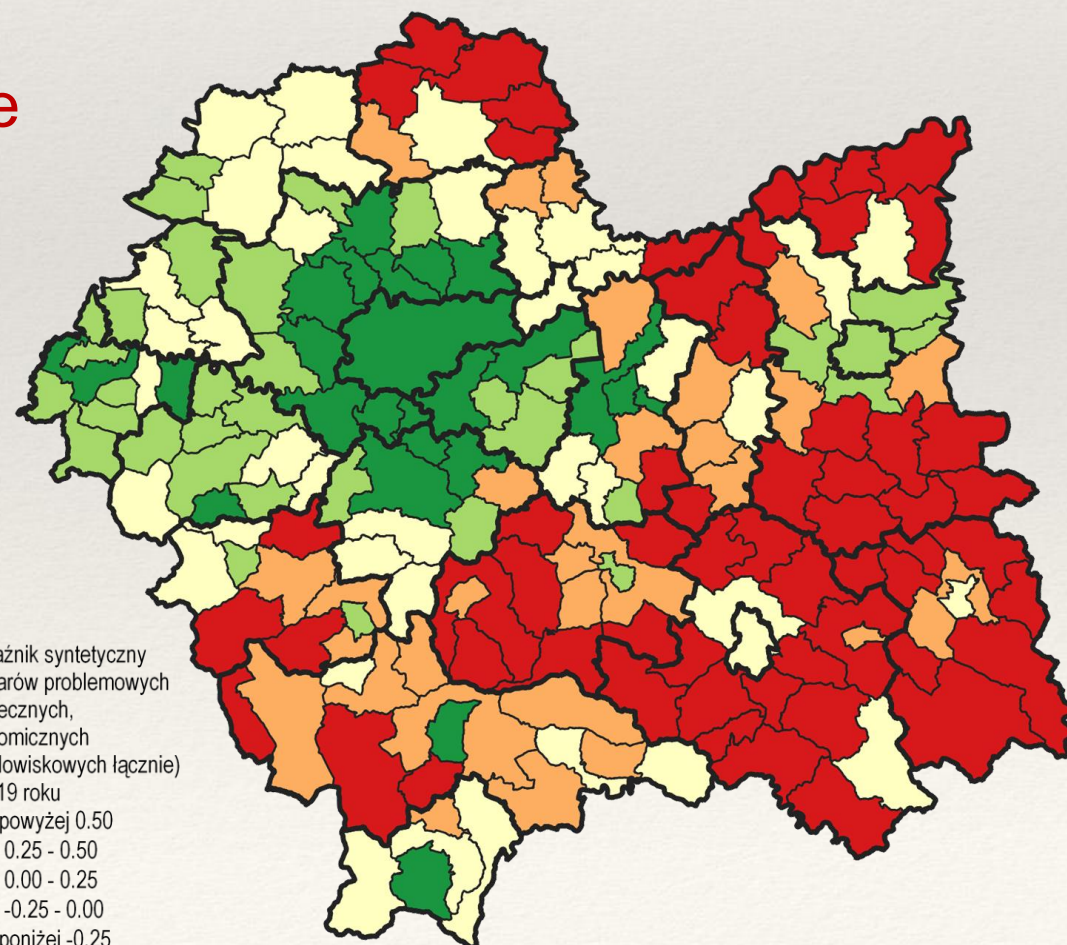 e
aźnik syntetyczny
arów problemowych
ecznych,
omicznych
lowiskowych łącznie)
19 roku
powyżej 0.50
0.25 - 0.50
0.00 - 0.25
-0.25 - 0.00
poniżej -0.25